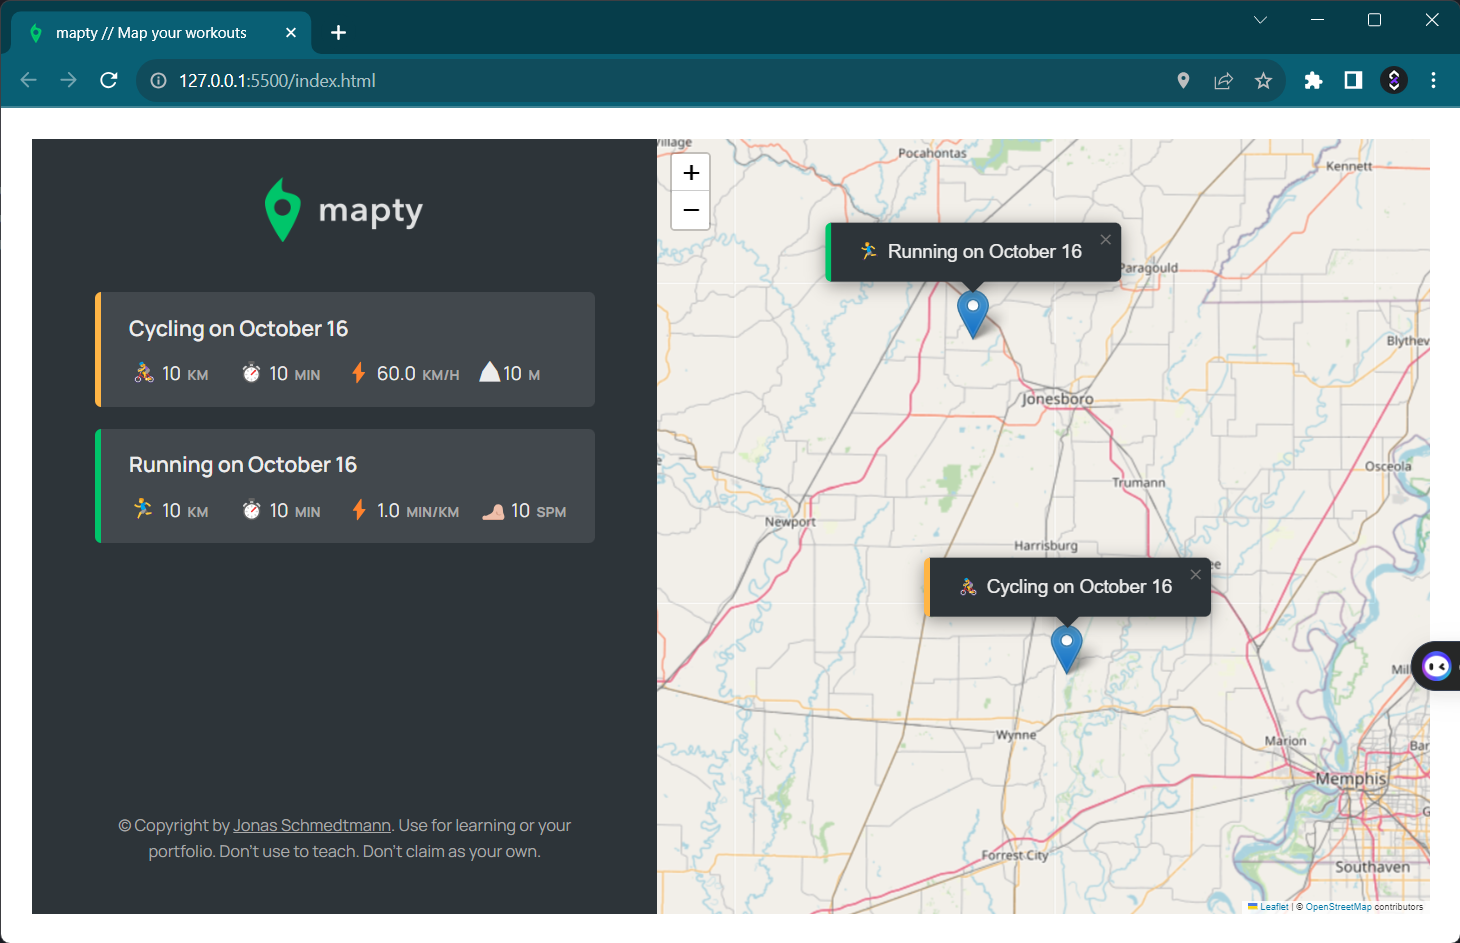 mapty // Map your workouts
127.0.0.1:5500/index.html
mapty
Cycling on October 16
10 KM 10 MIN 60.0 KM/H 10 M
Running on October 16
10 KM 10 MIN 1.0 MIN/KM 10 SPM
© Copyright by Jonas Schmedtmann. Use for learning or your
portfolio. Don't use to teach. Don't claim as your own.
+
−
Village
Pocahontas
Kennett
Running on October 16
Paragould
Blythev
Jonesboro
Osceola
Trumann
Newport
Harrisburg
Cycling on October 16
Wynne
Marion
Memphis
Forrest City
Southaven
Leaflet | © OpenStreetMap contributors